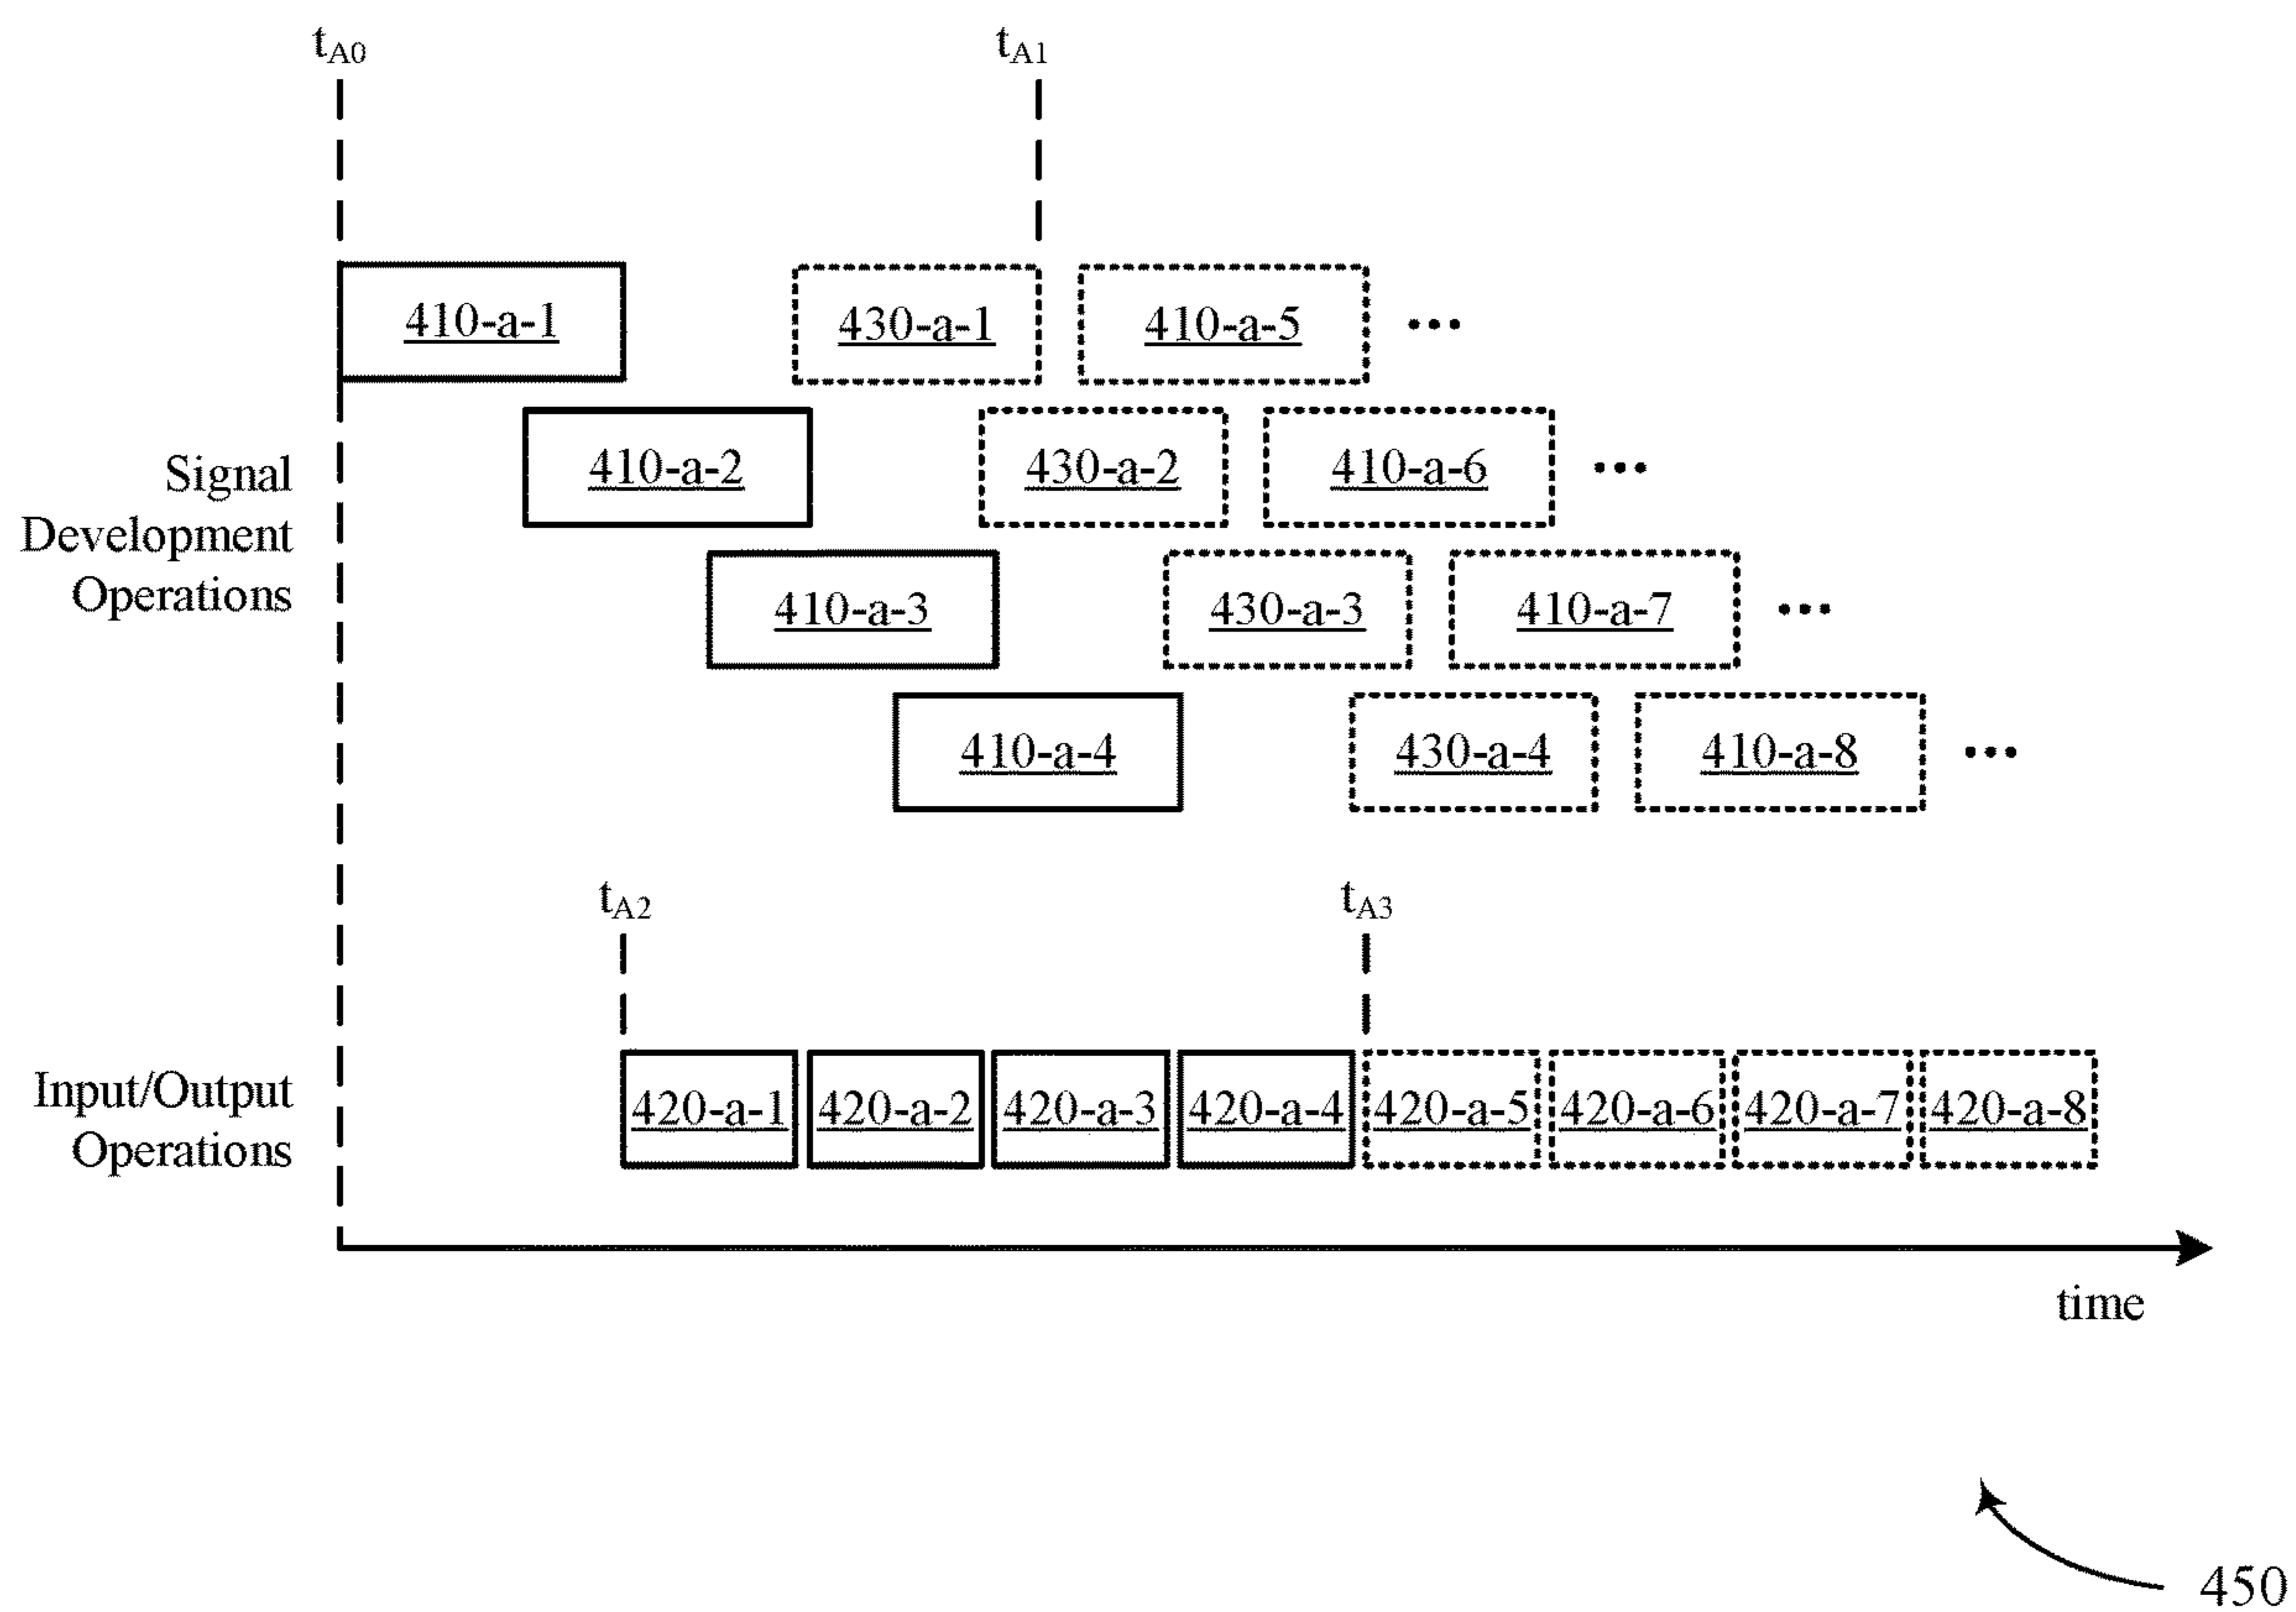 tA0
tA1
410-a-1
430-a-1
410-a-5
...
410-a-2
430-a-2
410-a-6
...
Signal
Development
Operations
410-a-3
430-a-3
410-a-7
...
410-a-4
430-a-4
410-a-8
...
tA2
tA3
Input/Output
Operations
420-a-1
420-a-2
420-a-3
420-a-4
420-a-5
420-a-6
420-a-7
420-a-8
time
450